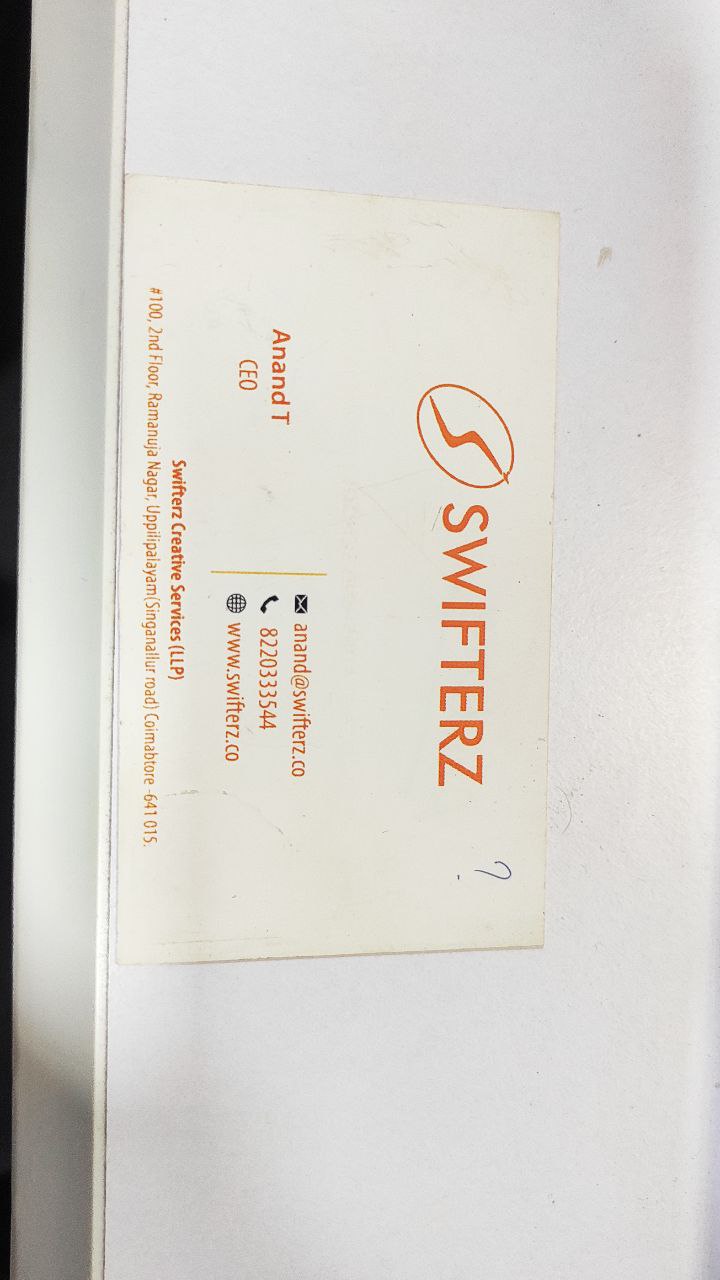 SWIFTERZ
?
Anand T
CEO
anand@swifterz.co
8220333544
www.swifterz.co
Swifterz Creative Services (LLP)
#100, 2nd Floor, Ramanuja Nagar, Uppilipalayam(Singanallur road) Coimabtore -641 015.